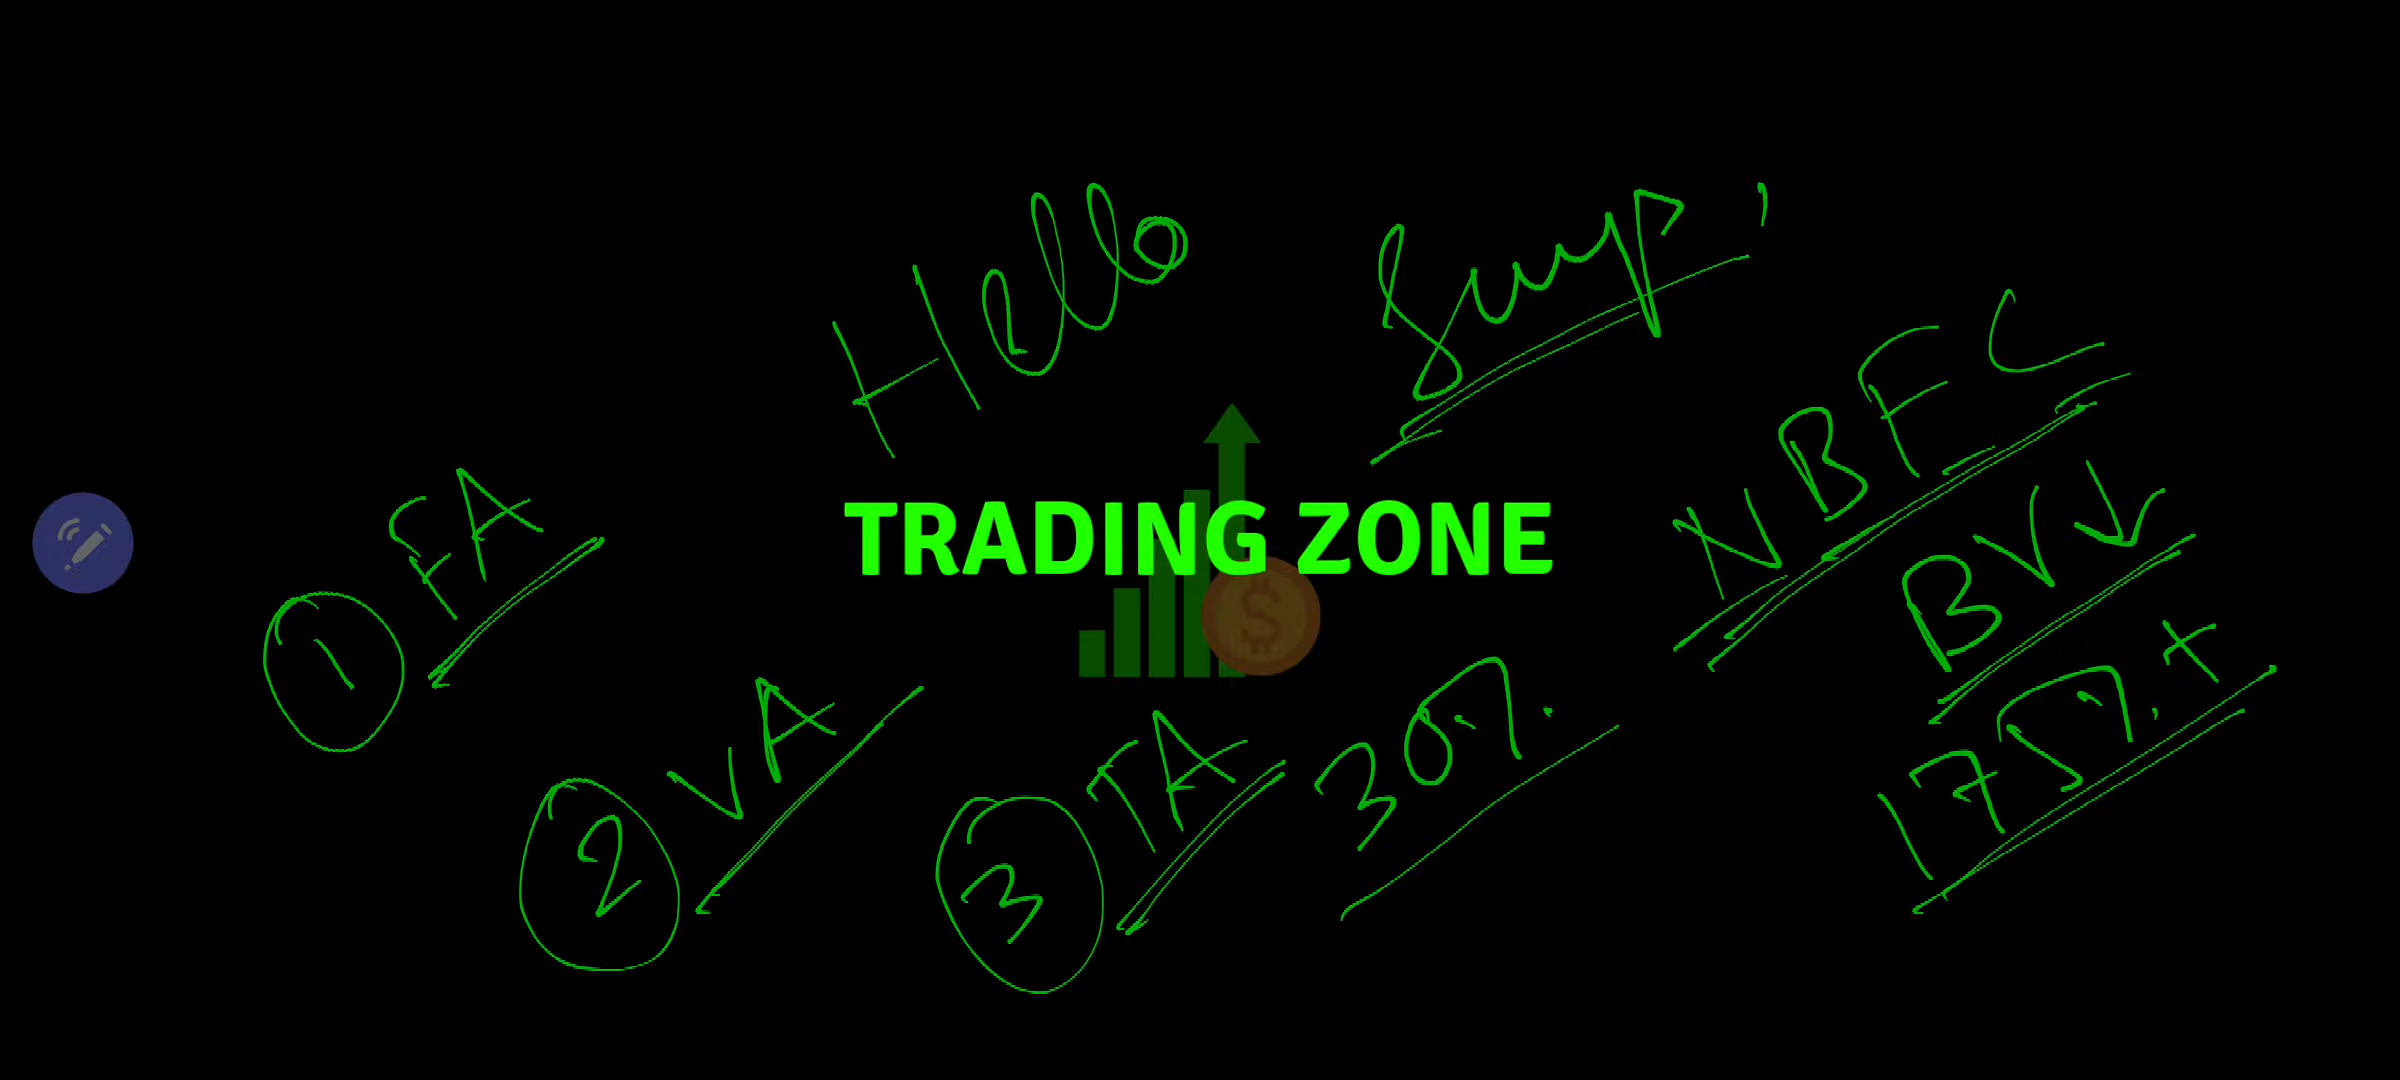 Hello
TRADING ZONE
NBFC
BV↓
175%.+
① FA
② VA
③ TA
30%.